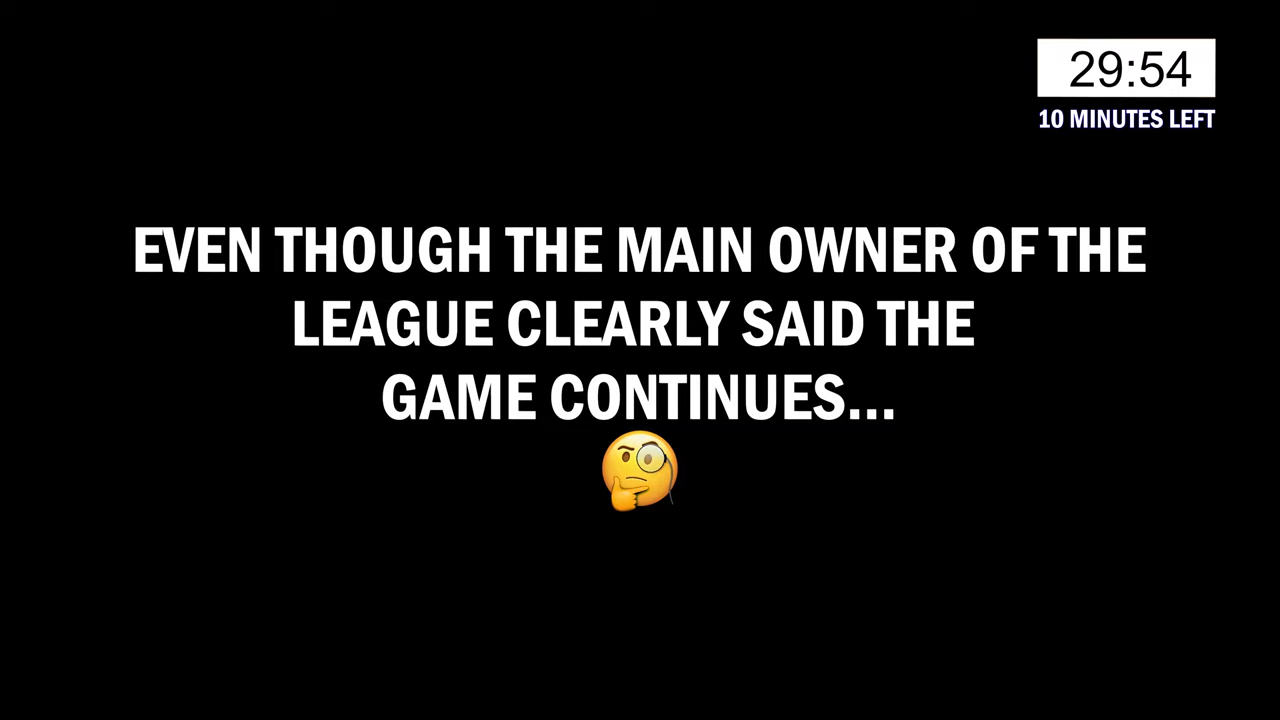 29:54
10 MINUTES LEFT
EVEN THOUGH THE MAIN OWNER OF THE
LEAGUE CLEARLY SAID THE
GAME CONTINUES...